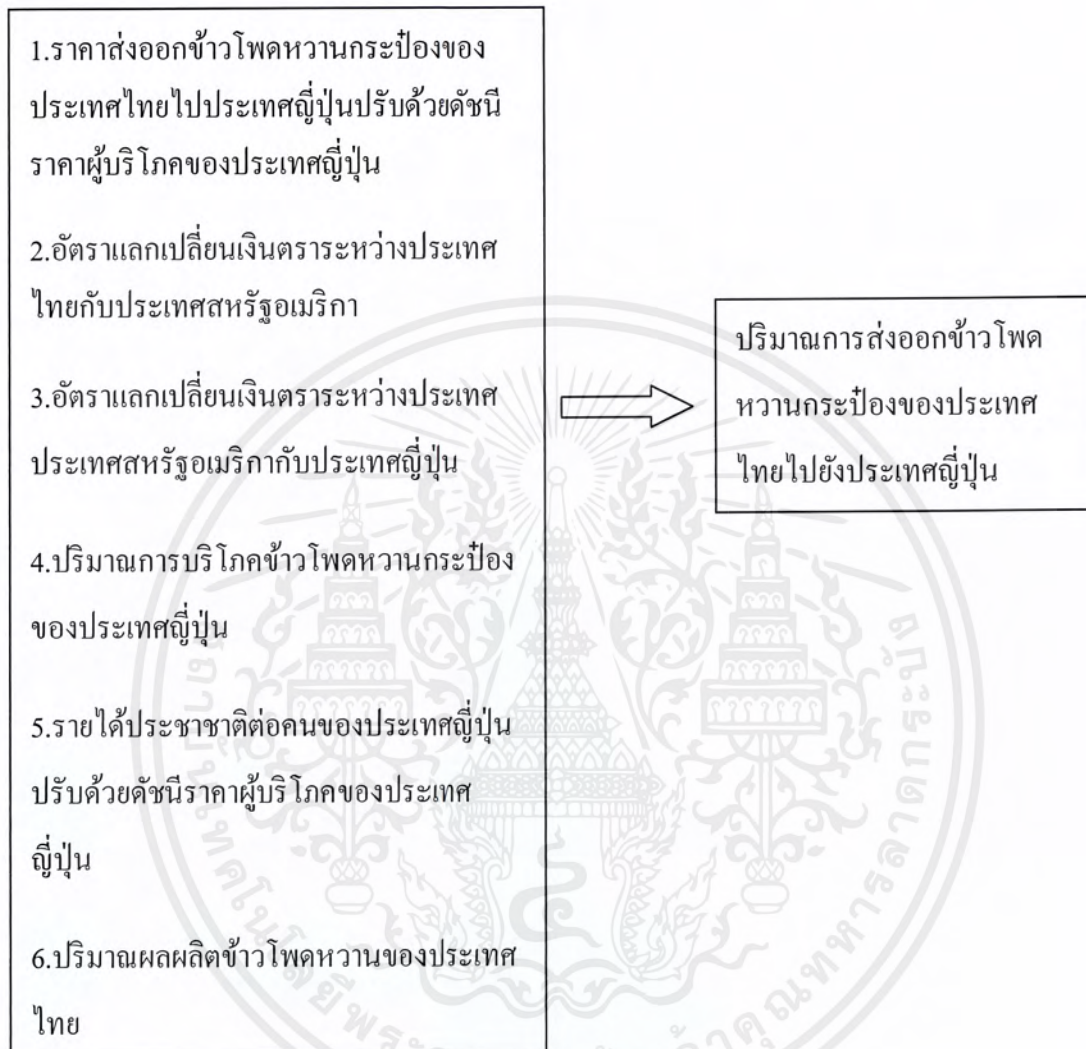 1.ราคาส่งออกข้าวโพดหวานกระป๋องของ
ประเทศไทยไปประเทศญี่ปุ่นปรับด้วยดัชนี
ราคาผู้บริโภคของประเทศญี่ปุ่น
2.อัตราแลกเปลี่ยนเงินตราระหว่างประเทศ
ไทยกับประเทศสหรัฐอเมริกา
3.อัตราแลกเปลี่ยนเงินตราระหว่างประเทศ
ประเทศสหรัฐอเมริกากับประเทศญี่ปุ่น
4.ปริมาณการบริโภคข้าวโพดหวานกระป๋อง
ของประเทศญี่ปุ่น
5.รายได้ประชาชาติต่อคนของประเทศญี่ปุ่น
ปรับด้วยดัชนีราคาผู้บริโภคของประเทศ
ญี่ปุ่น
6.ปริมาณผลผลิตข้าวโพดหวานของประเทศ
ไทย
ปริมาณการส่งออกข้าวโพด
หวานกระป๋องของประเทศ
ไทยไปยังประเทศญี่ปุ่น